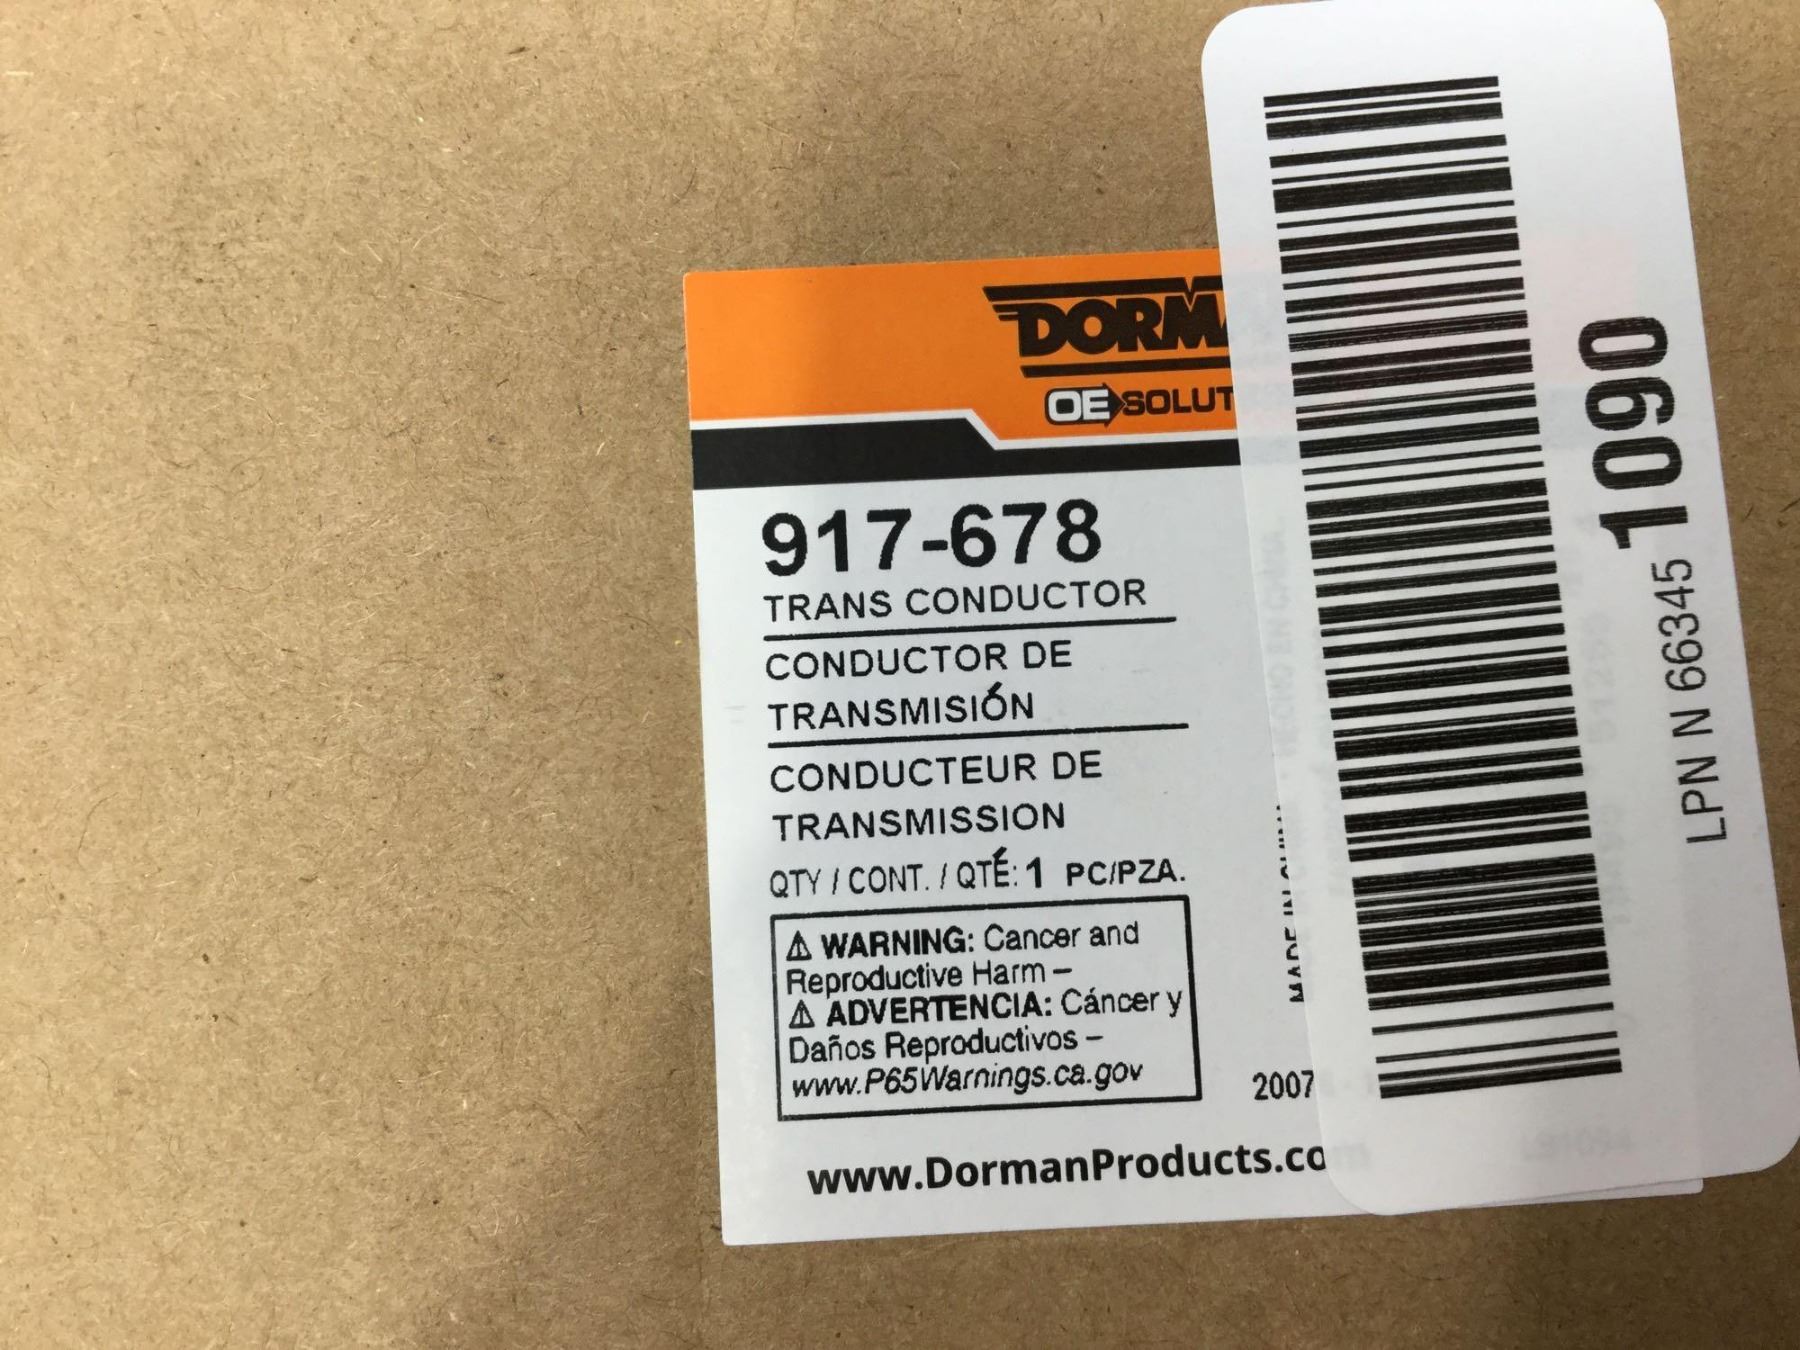 DORM
OE SOLUT
917-678
TRANS CONDUCTOR
CONDUCTOR DE
TRANSMISIÓN
CONDUCTEUR DE
TRANSMISSION
QTY / CONT. / QTÉ: 1 PC/PZA.
⚠ WARNING: Cancer and
Reproductive Harm –
⚠ ADVERTENCIA: Cáncer y
Daños Reproductivos –
www.P65Warnings.ca.gov
MADE IN
2007
www.DormanProducts.co
LPN N 66345 1090